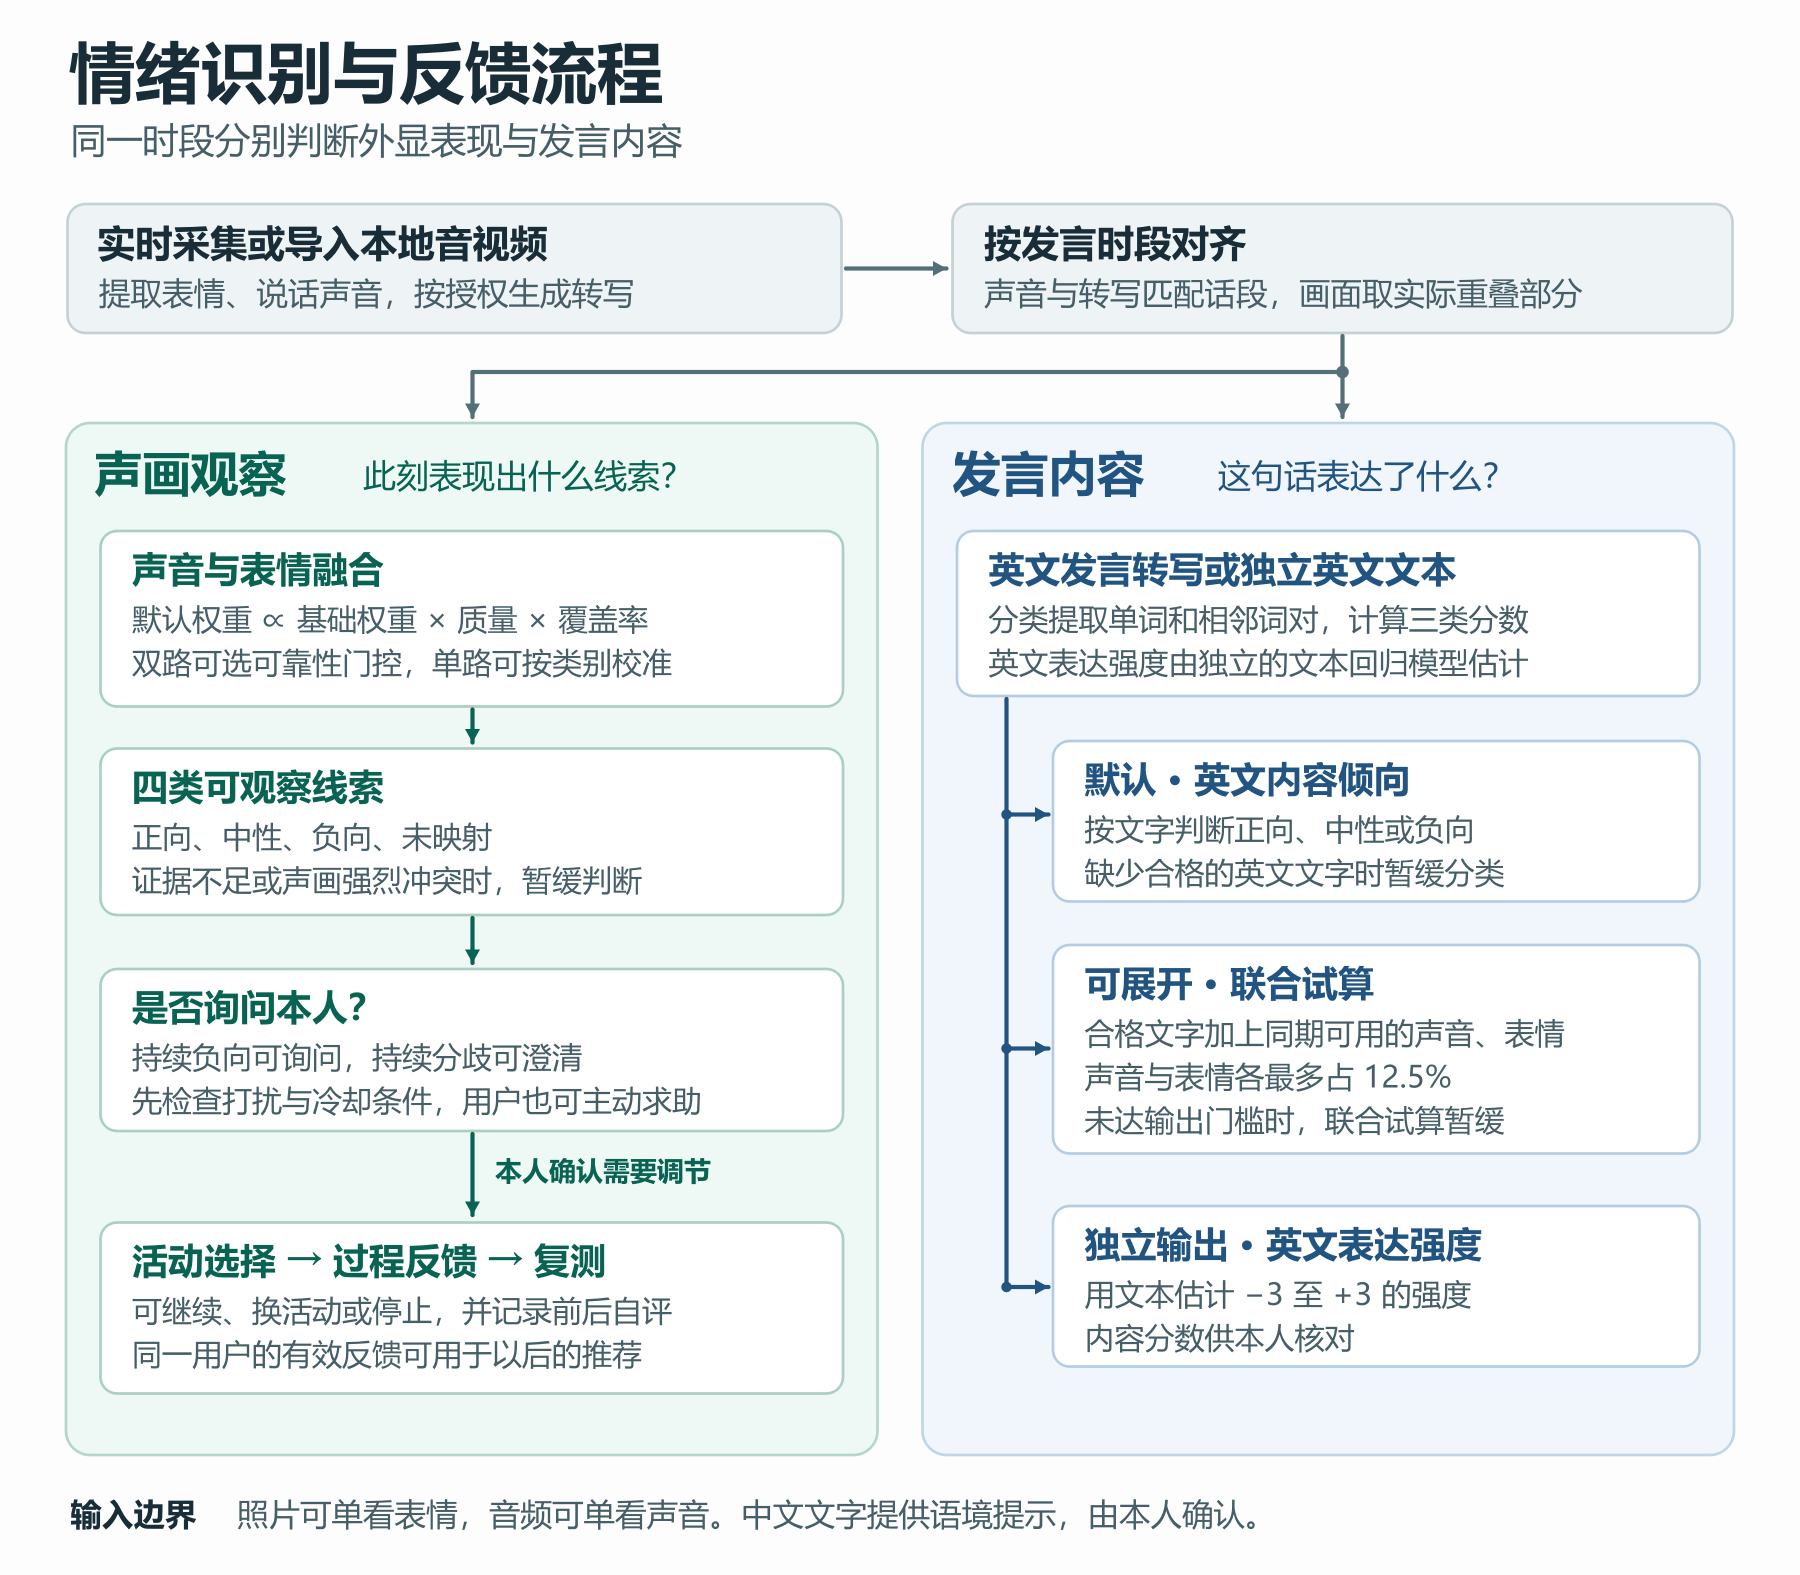 情绪识别与反馈流程
同一时段分别判断外显表现与发言内容
实时采集或导入本地音视频
提取表情、说话声音，按授权生成转写
按发言时段对齐
声音与转写匹配话段，画面取实际重叠部分
声画观察
此刻表现出什么线索？
声音与表情融合
默认权重 ∝ 基础权重 × 质量 × 覆盖率
双路可选可靠性门控，单路可按类别校准
四类可观察线索
正向、中性、负向、未映射
证据不足或声画强烈冲突时，暂缓判断
是否询问本人？
持续负向可询问，持续分歧可澄清
先检查打扰与冷却条件，用户也可主动求助
本人确认需要调节
活动选择 → 过程反馈 → 复测
可继续、换活动或停止，并记录前后自评
同一用户的有效反馈可用于以后的推荐
发言内容
这句话表达了什么？
英文发言转写或独立英文文本
分类提取单词和相邻词对，计算三类分数
英文表达强度由独立的文本回归模型估计
默认 · 英文内容倾向
按文字判断正向、中性或负向
缺少合格的英文文字时暂缓分类
可展开 · 联合试算
合格文字加上同期可用的声音、表情
声音与表情各最多占 12.5%
未达输出门槛时，联合试算暂缓
独立输出 · 英文表达强度
用文本估计 −3 至 +3 的强度
内容分数供本人核对
输入边界
照片可单看表情，音频可单看声音。中文文字提供语境提示，由本人确认。